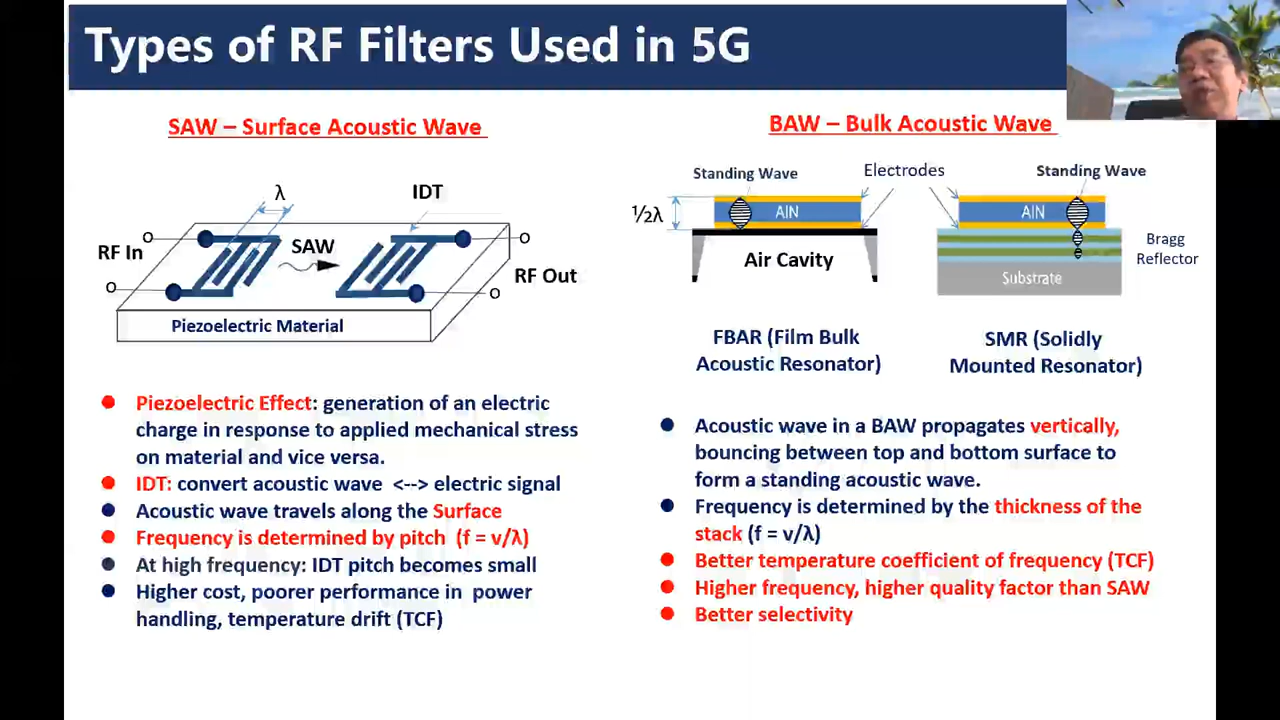 Types of RF Filters Used in 5G
SAW – Surface Acoustic Wave
λ
IDT
RF In
SAW
RF Out
Piezoelectric Material
Piezoelectric Effect: generation of an electric
charge in response to applied mechanical stress
on material and vice versa.
IDT: convert acoustic wave <--> electric signal
Acoustic wave travels along the Surface
Frequency is determined by pitch (f = v/λ)
At high frequency: IDT pitch becomes small
Higher cost, poorer performance in power
handling, temperature drift (TCF)
BAW – Bulk Acoustic Wave
Standing Wave
Electrodes
Standing Wave
½λ
AlN
AlN
Air Cavity
Bragg
Reflector
Substrate
FBAR (Film Bulk
Acoustic Resonator)
SMR (Solidly
Mounted Resonator)
Acoustic wave in a BAW propagates vertically,
bouncing between top and bottom surface to
form a standing acoustic wave.
Frequency is determined by the thickness of the
stack (f = v/λ)
Better temperature coefficient of frequency (TCF)
Higher frequency, higher quality factor than SAW
Better selectivity